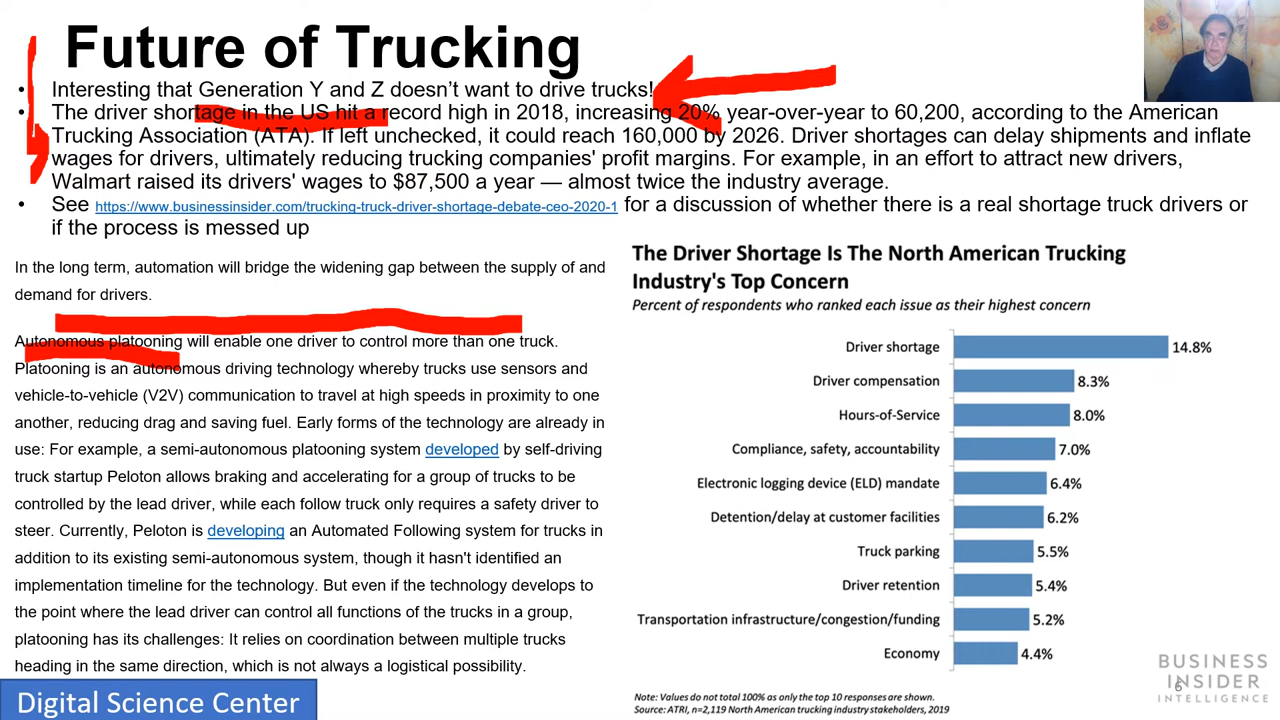 Future of Trucking
• Interesting that Generation Y and Z doesn't want to drive trucks!
• The driver shortage in the US hit a record high in 2018, increasing 20% year-over-year to 60,200, according to the American
Trucking Association (ATA). If left unchecked, it could reach 160,000 by 2026. Driver shortages can delay shipments and inflate
wages for drivers, ultimately reducing trucking companies' profit margins. For example, in an effort to attract new drivers,
Walmart raised its drivers' wages to $87,500 a year — almost twice the industry average.
• See https://www.businessinsider.com/trucking-truck-driver-shortage-debate-ceo-2020-1 for a discussion of whether there is a real shortage truck drivers or
if the process is messed up
In the long term, automation will bridge the widening gap between the supply of and
demand for drivers.
Autonomous platooning will enable one driver to control more than one truck.
Platooning is an autonomous driving technology whereby trucks use sensors and
vehicle-to-vehicle (V2V) communication to travel at high speeds in proximity to one
another, reducing drag and saving fuel. Early forms of the technology are already in
use: For example, a semi-autonomous platooning system developed by self-driving
truck startup Peloton allows braking and accelerating for a group of trucks to be
controlled by the lead driver, while each follow truck only requires a safety driver to
steer. Currently, Peloton is developing an Automated Following system for trucks in
addition to its existing semi-autonomous system, though it hasn't identified an
implementation timeline for the technology. But even if the technology develops to
the point where the lead driver can control all functions of the trucks in a group,
platooning has its challenges: It relies on coordination between multiple trucks
heading in the same direction, which is not always a logistical possibility.
The Driver Shortage Is The North American Trucking
Industry's Top Concern
Percent of respondents who ranked each issue as their highest concern
Driver shortage 14.8%
Driver compensation 8.3%
Hours-of-Service 8.0%
Compliance, safety, accountability 7.0%
Electronic logging device (ELD) mandate 6.4%
Detention/delay at customer facilities 6.2%
Truck parking 5.5%
Driver retention 5.4%
Transportation infrastructure/congestion/funding 5.2%
Economy 4.4%
Note: Values do not total 100% as only the top 10 responses are shown.
Source: ATRI, n=2,119 North American trucking industry stakeholders, 2019
BUSINESS
INSIDER
INTELLIGENCE
6
Digital Science Center